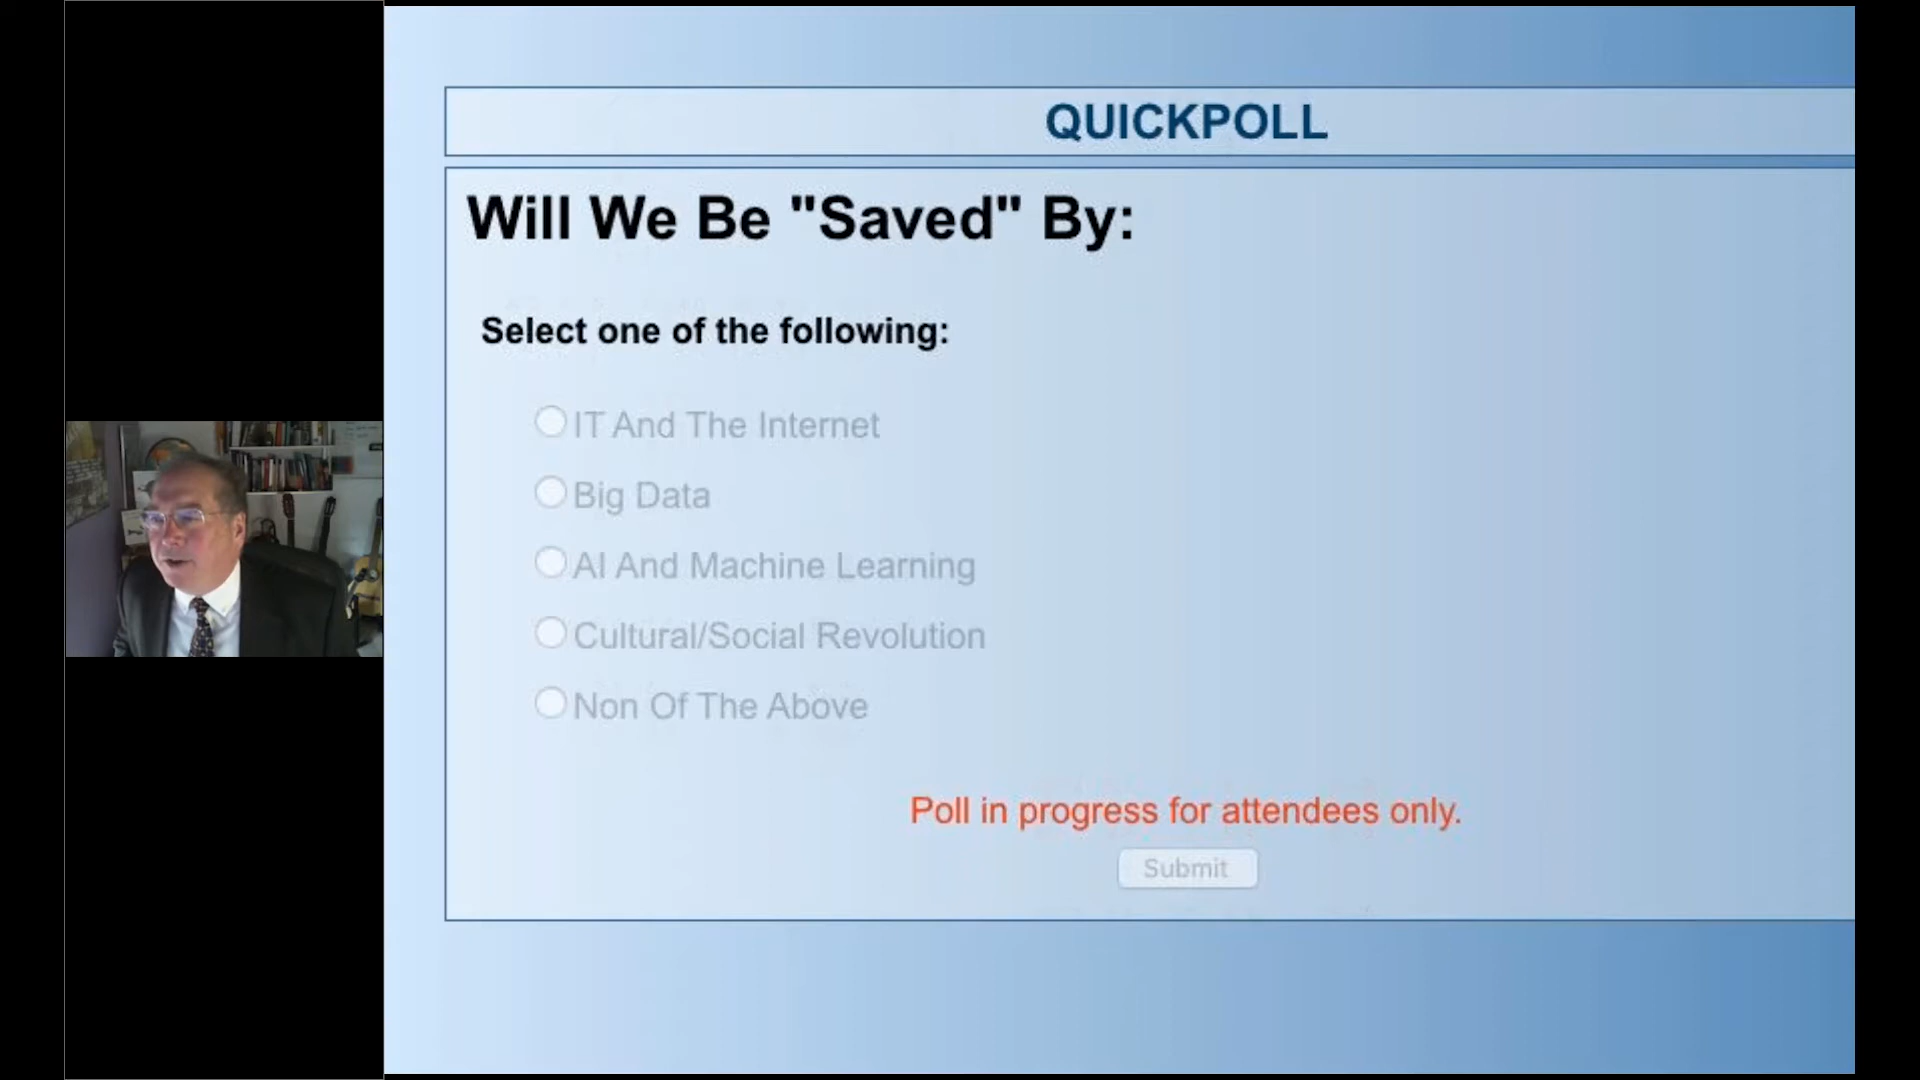 QUICKPOLL
Will We Be "Saved" By:
Select one of the following:
IT And The Internet
Big Data
AI And Machine Learning
Cultural/Social Revolution
Non Of The Above
Poll in progress for attendees only.
Submit